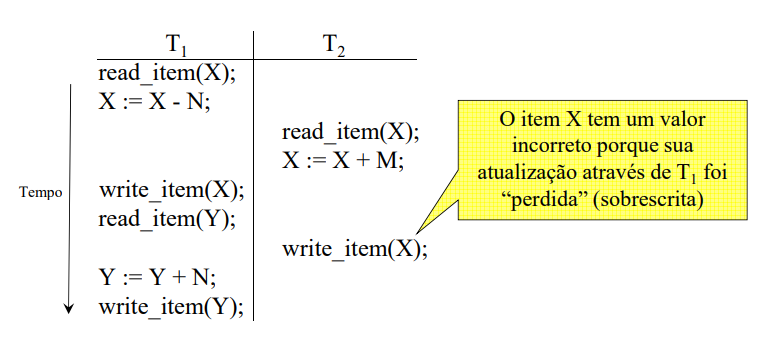 T1 T2
read_item(X);
X := X - N;
read_item(X);
X := X + M;
O item X tem um valor
incorreto porque sua
atualização através de T1 foi
“perdida” (sobrescrita)
Tempo
write_item(X);
read_item(Y);
write_item(X);
Y := Y + N;
write_item(Y);